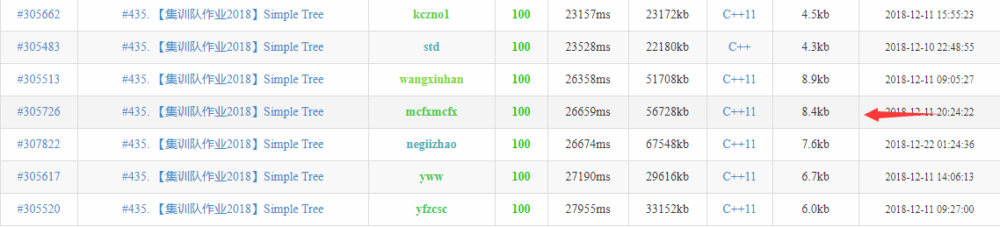 #305662 #435. 【集训队作业2018】Simple Tree kczno1 100 23157ms 23172kb C++11 4.5kb 2018-12-11 15:55:23
#305483 #435. 【集训队作业2018】Simple Tree std 100 23528ms 22180kb C++ 4.3kb 2018-12-10 22:48:55
#305513 #435. 【集训队作业2018】Simple Tree wangxiuhan 100 26358ms 51708kb C++11 8.9kb 2018-12-11 09:05:27
#305726 #435. 【集训队作业2018】Simple Tree mcfxmcfx 100 26659ms 56728kb C++11 8.4kb 2018-12-11 20:24:22
#307822 #435. 【集训队作业2018】Simple Tree negiizhao 100 26674ms 67548kb C++11 7.6kb 2018-12-22 01:24:36
#305617 #435. 【集训队作业2018】Simple Tree yww 100 27190ms 29616kb C++11 6.7kb 2018-12-11 14:06:13
#305520 #435. 【集训队作业2018】Simple Tree yfzcsc 100 27955ms 33152kb C++11 6.0kb 2018-12-11 09:27:00